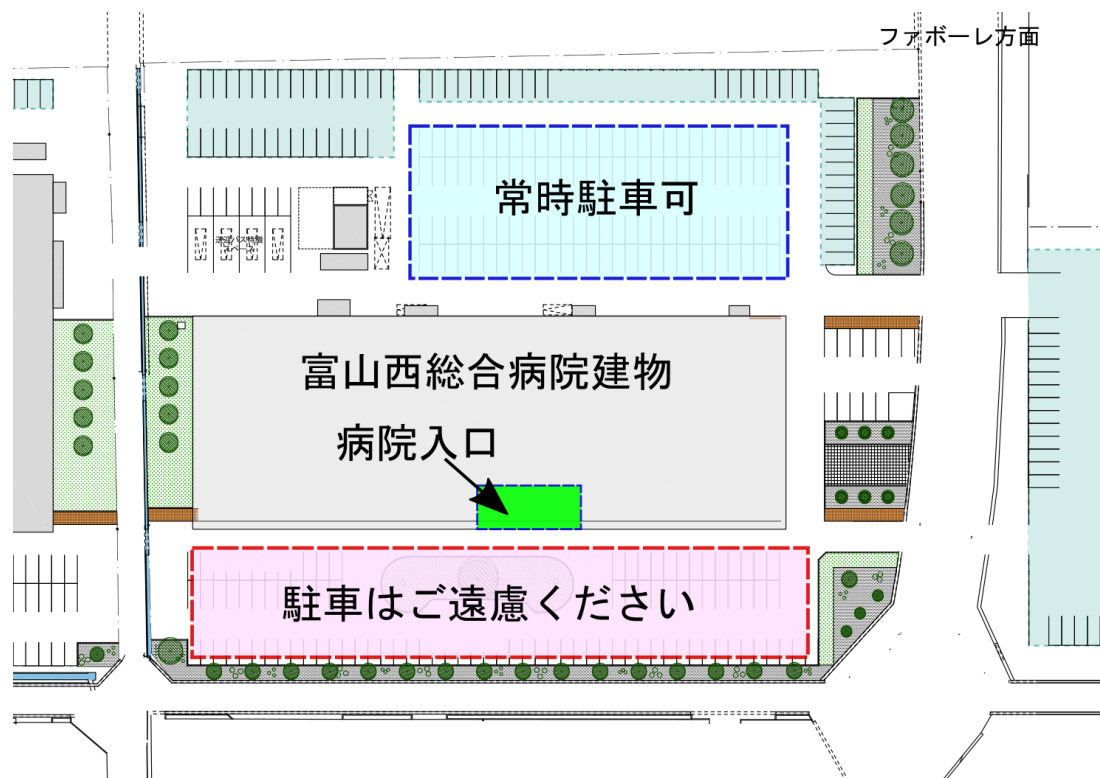 ファボーレ方面
常時駐車可
富山西総合病院建物
病院入口
駐車はご遠慮ください